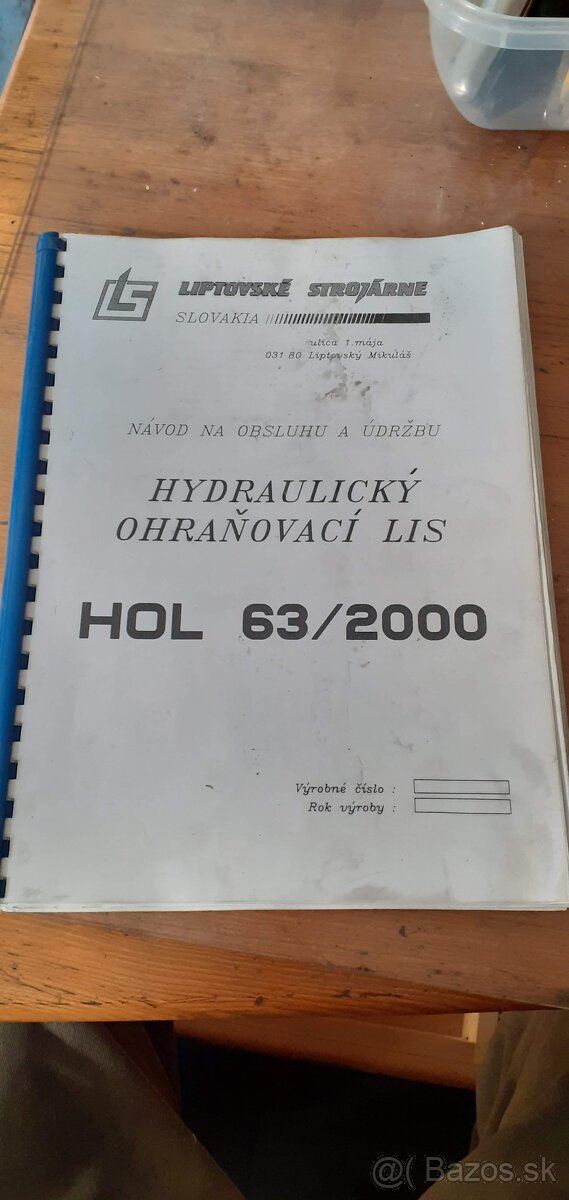 LS
LIPTOVSKÉ STROJÁRNE
SLOVAKIA
ulica 1.mája
031 80 Liptovský Mikuláš
NÁVOD NA OBSLUHU A ÚDRŽBU
HYDRAULICKÝ
OHRAŇOVACÍ LIS
HOL 63/2000
Výrobné číslo :
Rok výroby :
@ Bazos.sk